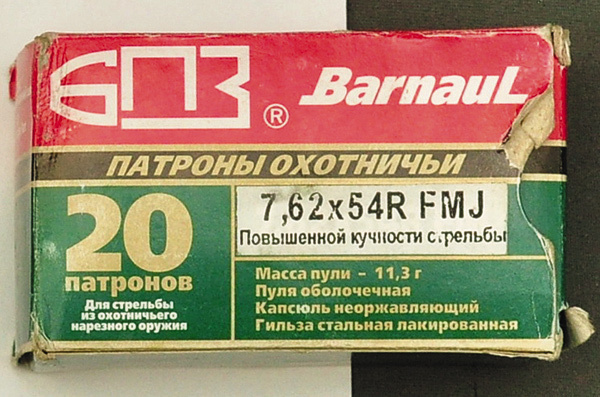 БПЗ ® Barnaul
ПАТРОНЫ ОХОТНИЧЬИ
20
патронов
Для стрельбы
из охотничьего
нарезного оружия
7,62x54R FMJ
Повышенной кучности стрельбы
Масса пули – 11,3 г
Пуля оболочечная
Капсюль неоржавляющий
Гильза стальная лакированная